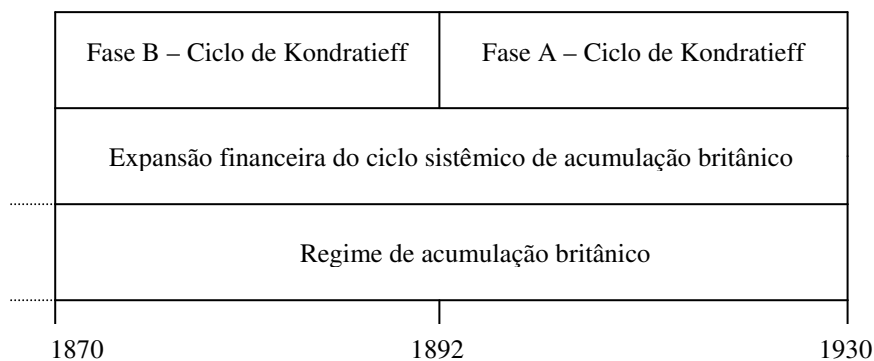 Fase B – Ciclo de Kondratieff
Fase A – Ciclo de Kondratieff
Expansão financeira do ciclo sistêmico de acumulação britânico
Regime de acumulação britânico
1870
1892
1930